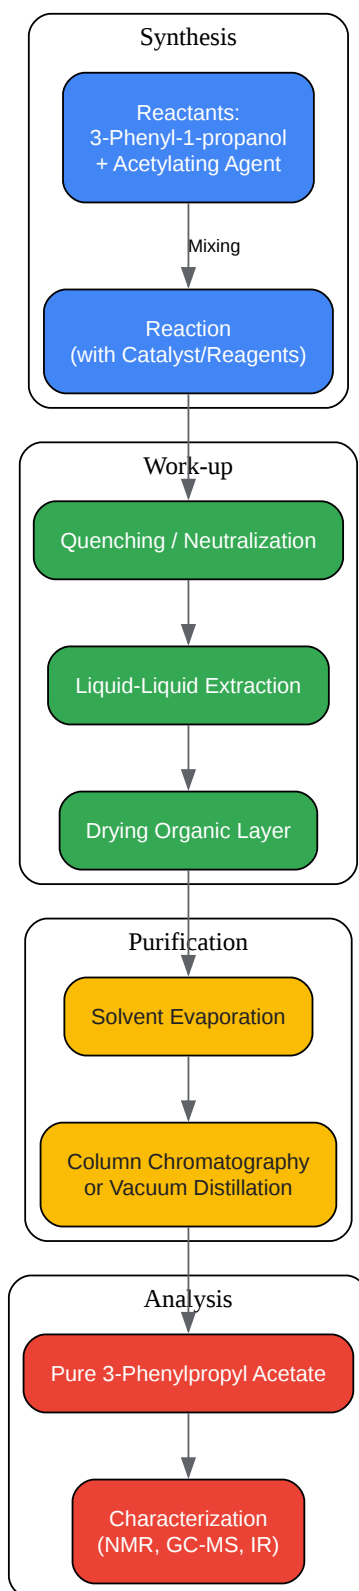 Synthesis
Reactants:
3-Phenyl-1-propanol
+ Acetylating Agent
Mixing
Reaction
(with Catalyst/Reagents)
Work-up
Quenching / Neutralization
Liquid-Liquid Extraction
Drying Organic Layer
Purification
Solvent Evaporation
Column Chromatography
or Vacuum Distillation
Analysis
Pure 3-Phenylpropyl Acetate
Characterization
(NMR, GC-MS, IR)